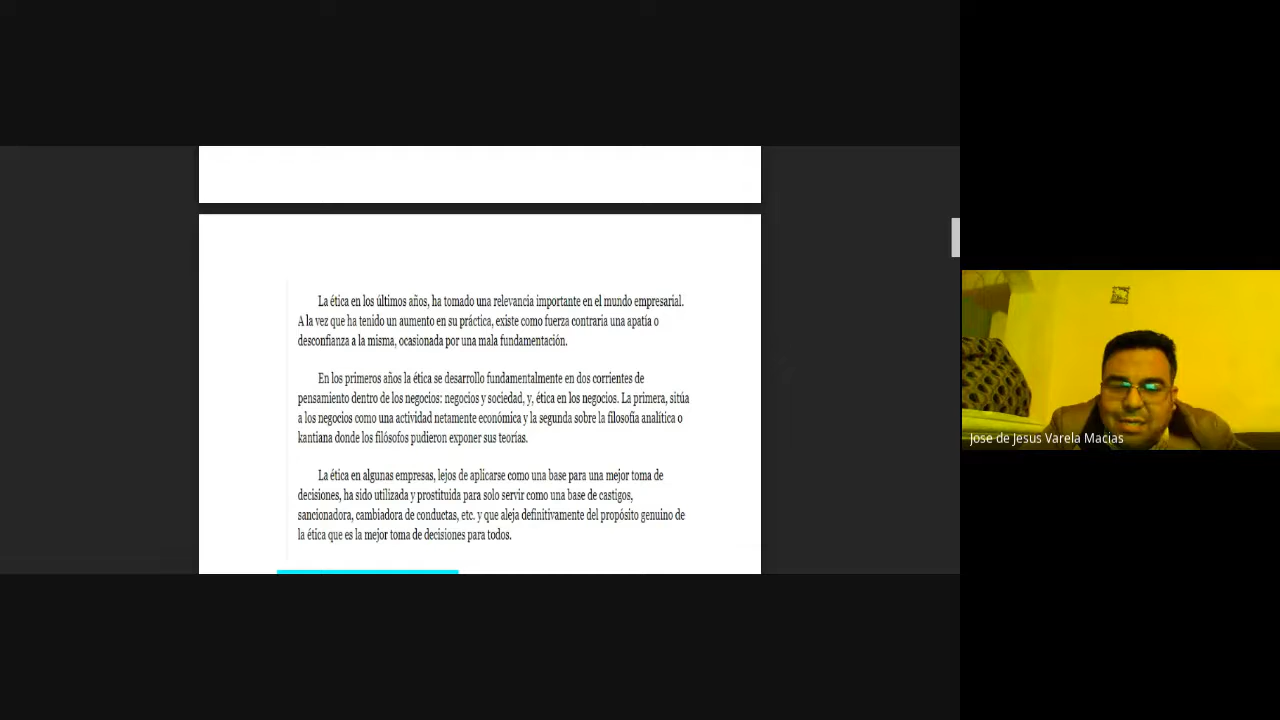 La ética en los últimos años, ha tomado una relevancia importante en el mundo empresarial.
A la vez que ha tenido un aumento en su práctica, existe como fuerza contraria una apatía o
desconfianza a la misma, ocasionada por una mala fundamentación.
En los primeros años la ética se desarrollo fundamentalmente en dos corrientes de
pensamiento dentro de los negocios: negocios y sociedad, y, ética en los negocios. La primera, sitúa
a los negocios como una actividad netamente económica y la segunda sobre la filosofía analítica o
kantiana donde los filósofos pudieron exponer sus teorías.
La ética en algunas empresas, lejos de aplicarse como una base para una mejor toma de
decisiones, ha sido utilizada y prostituida para solo servir como una base de castigos,
sancionadora, cambiadora de conductas, etc. y que aleja definitivamente del propósito genuino de
la ética que es la mejor toma de decisiones para todos.
Jose de Jesus Varela Macias